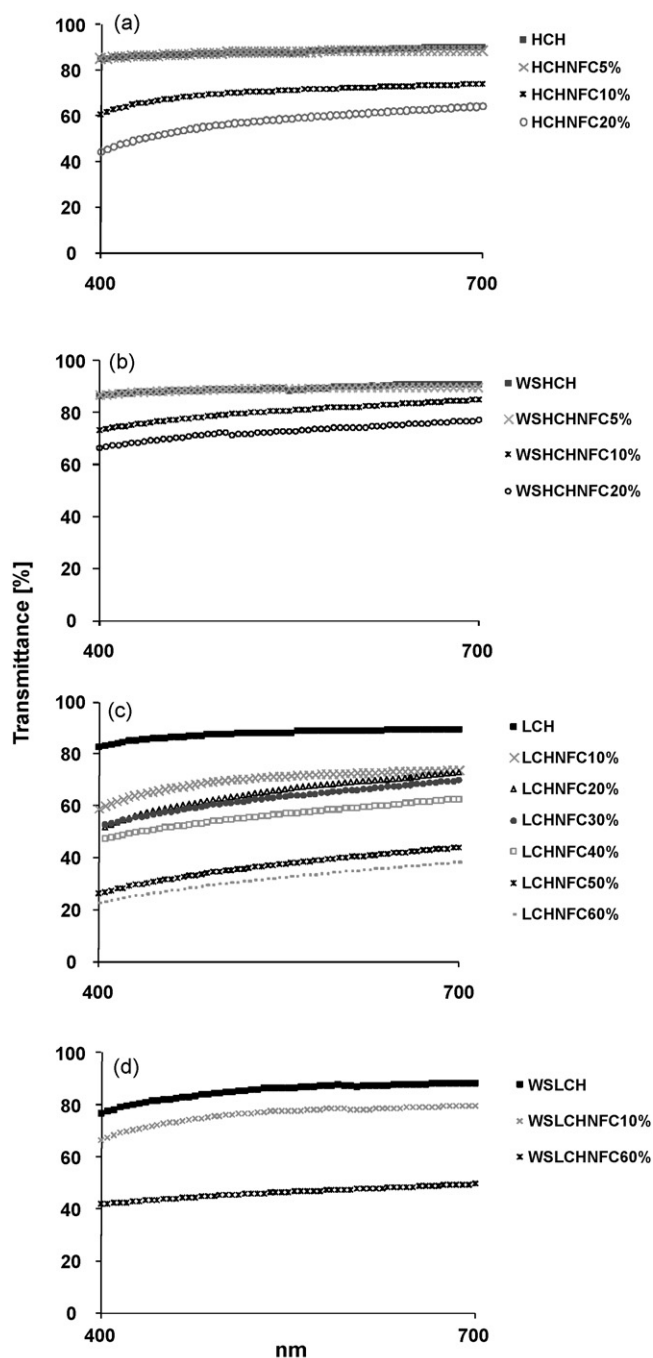 (a)
100
80
60
40
20
0
400
700
HCH
HCHNFC5%
HCHNFC10%
HCHNFC20%
(b)
100
80
60
40
20
0
400
700
WSHCH
WSHCHNFC5%
WSHCHNFC10%
WSHCHNFC20%
Transmittance [%]
(c)
100
80
60
40
20
0
400
700
LCH
LCHNFC10%
LCHNFC20%
LCHNFC30%
LCHNFC40%
LCHNFC50%
LCHNFC60%
(d)
100
80
60
40
20
0
400
700
nm
WSLCH
WSLCHNFC10%
WSLCHNFC60%